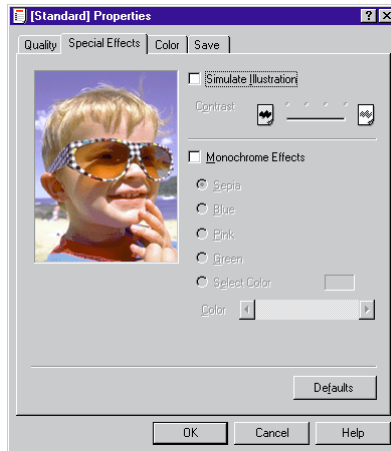 [Standard] Properties
Quality
Special Effects
Color
Save
Simulate Illustration
Contrast
Monochrome Effects
Sepia
Blue
Pink
Green
Select Color
Color
Defaults
OK
Cancel
Help